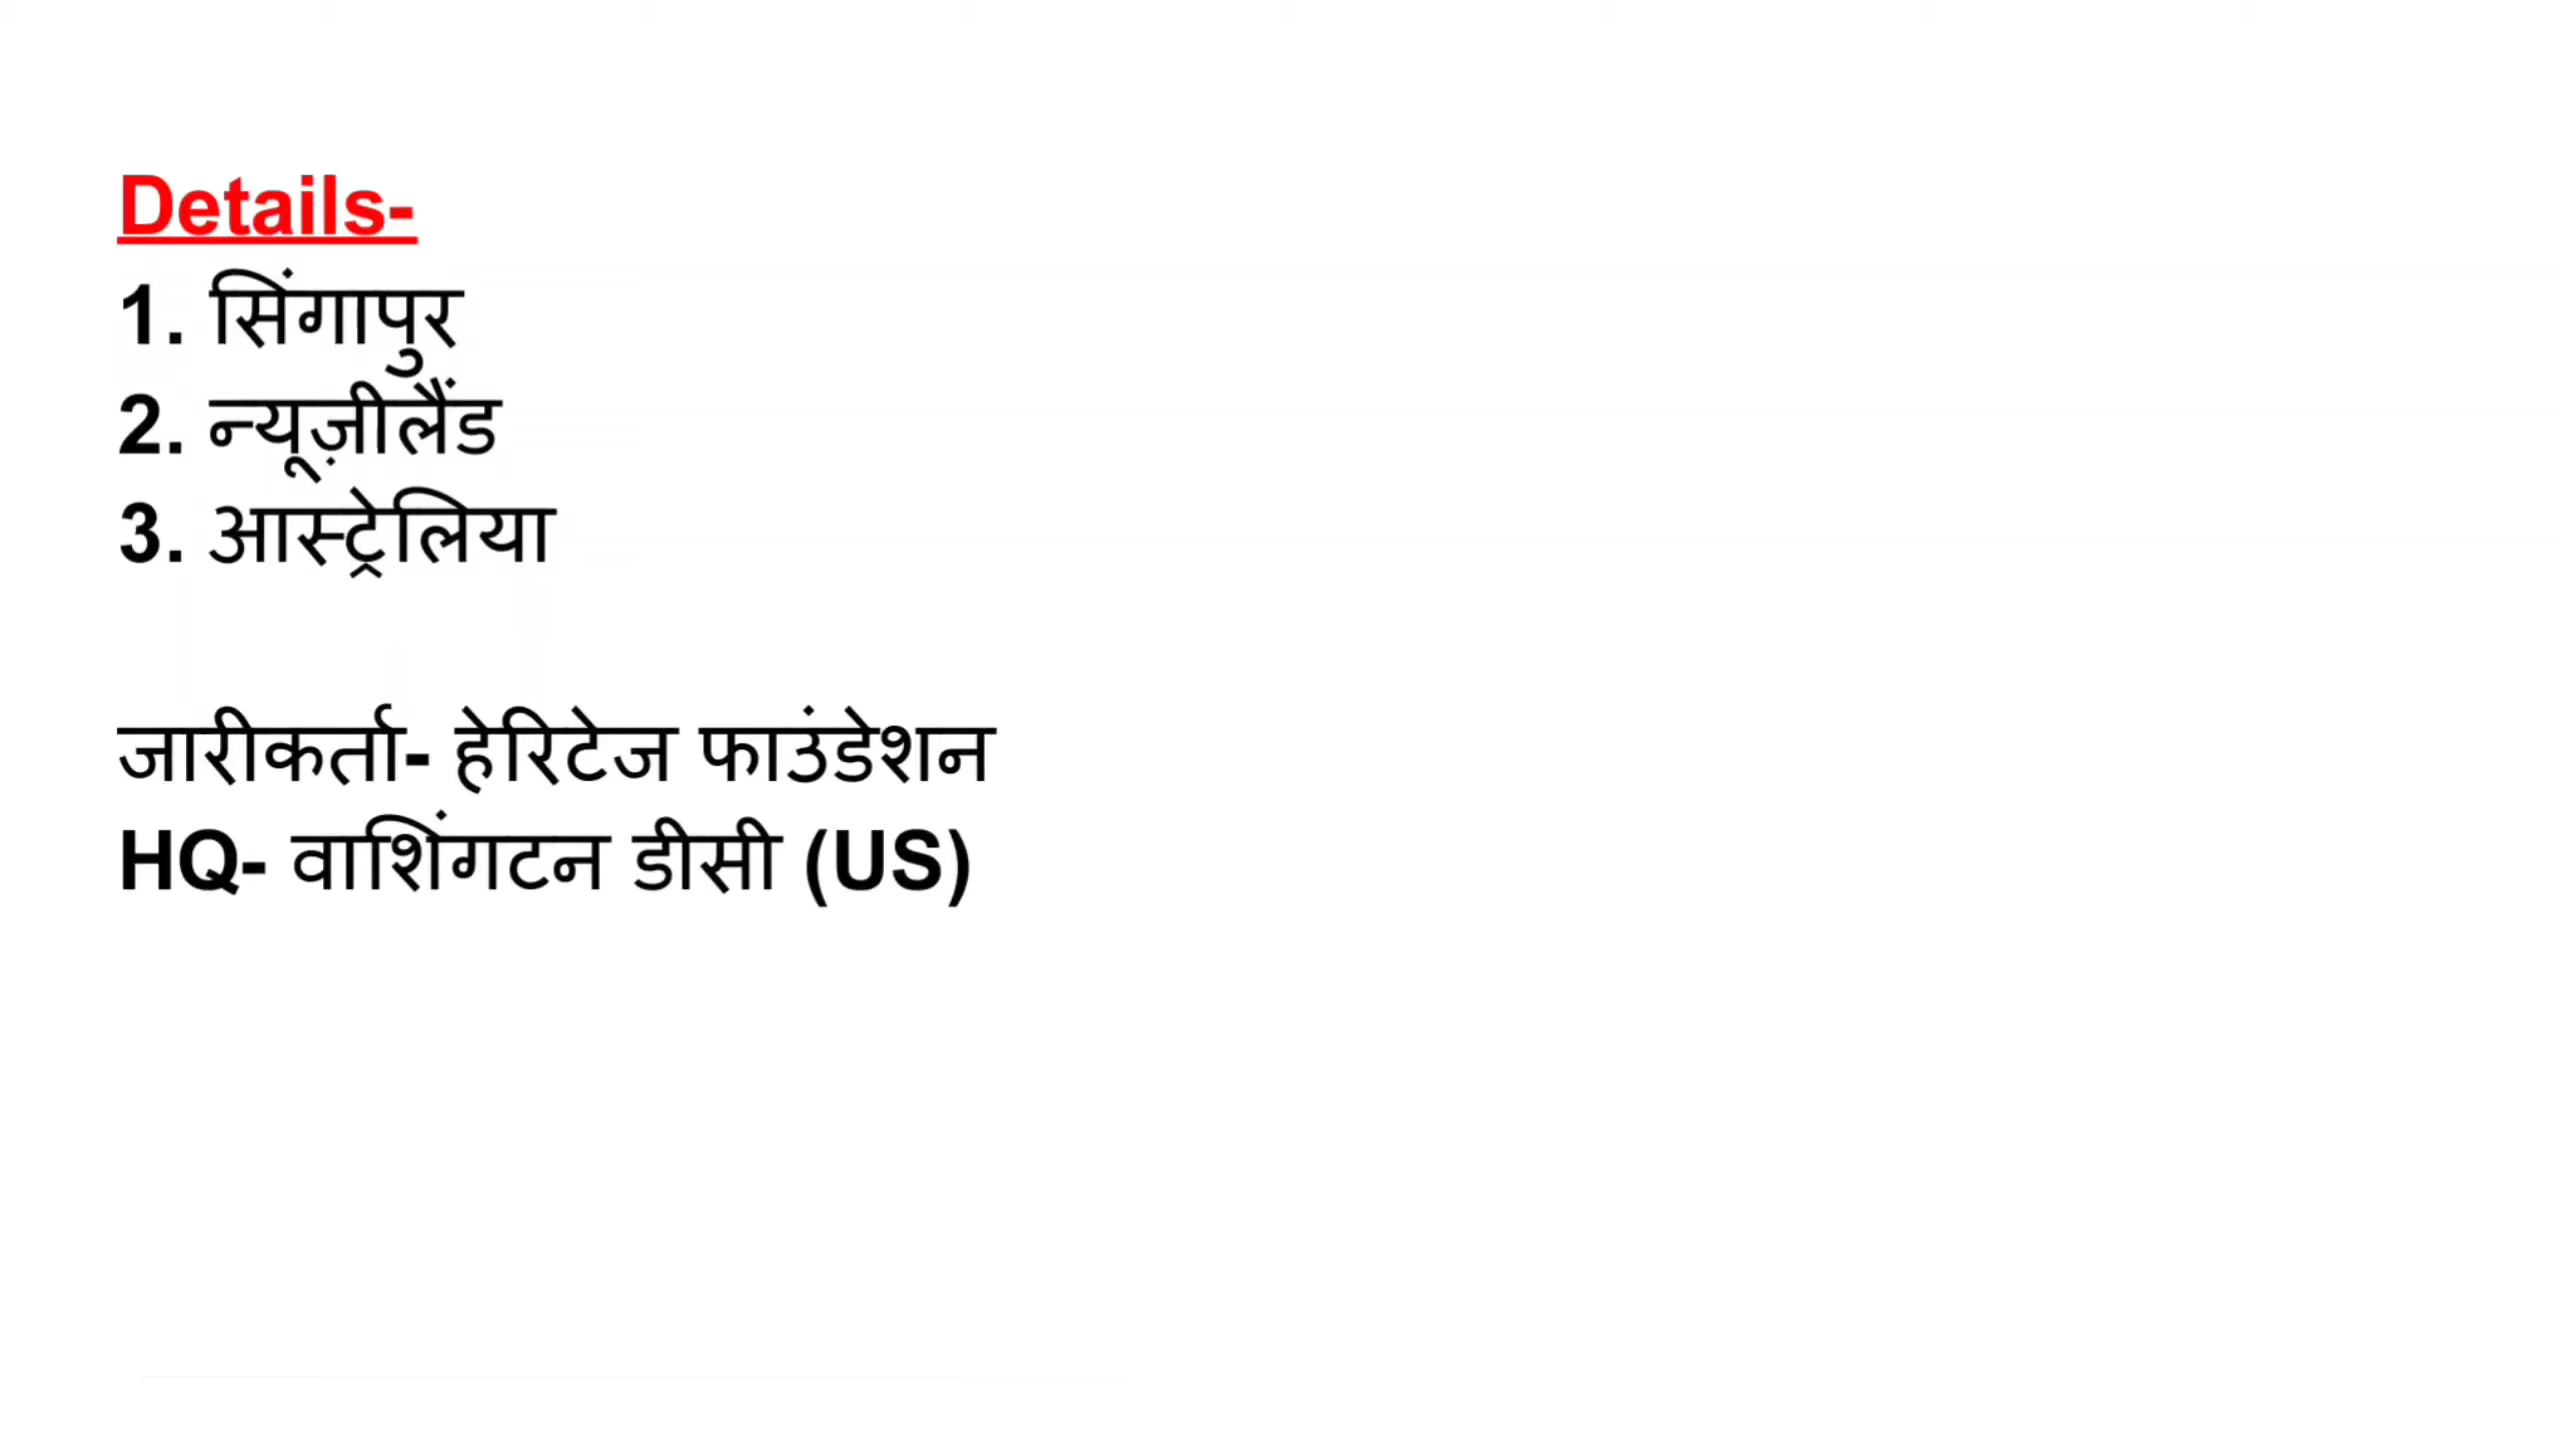 Details-
1. सिंगापुर
2. न्यूज़ीलैंड
3. आस्ट्रेलिया
जारीकर्ता- हेरिटेज फाउंडेशन
HQ- वाशिंगटन डीसी (US)